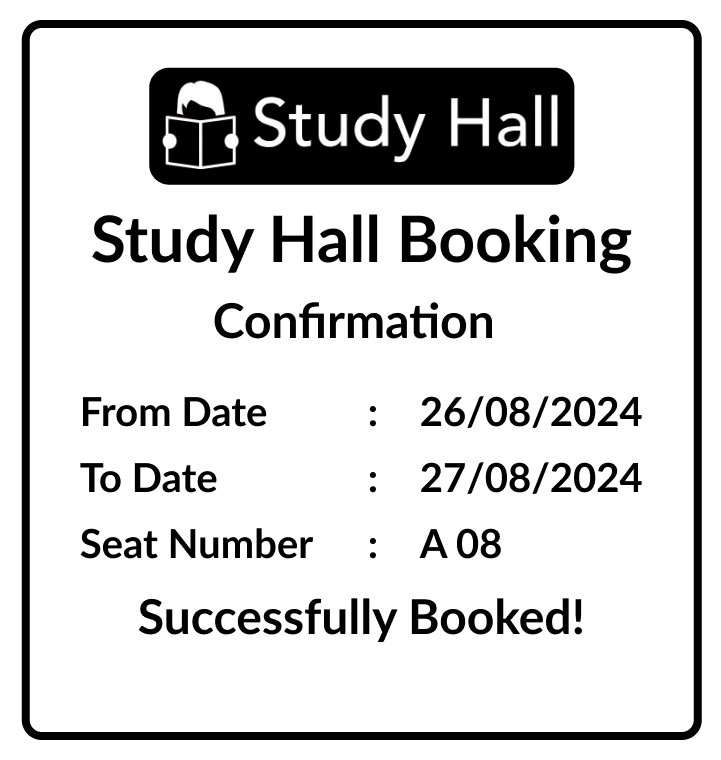 Study Hall
Study Hall Booking
Confirmation
From Date : 26/08/2024
To Date : 27/08/2024
Seat Number : A 08
Successfully Booked!